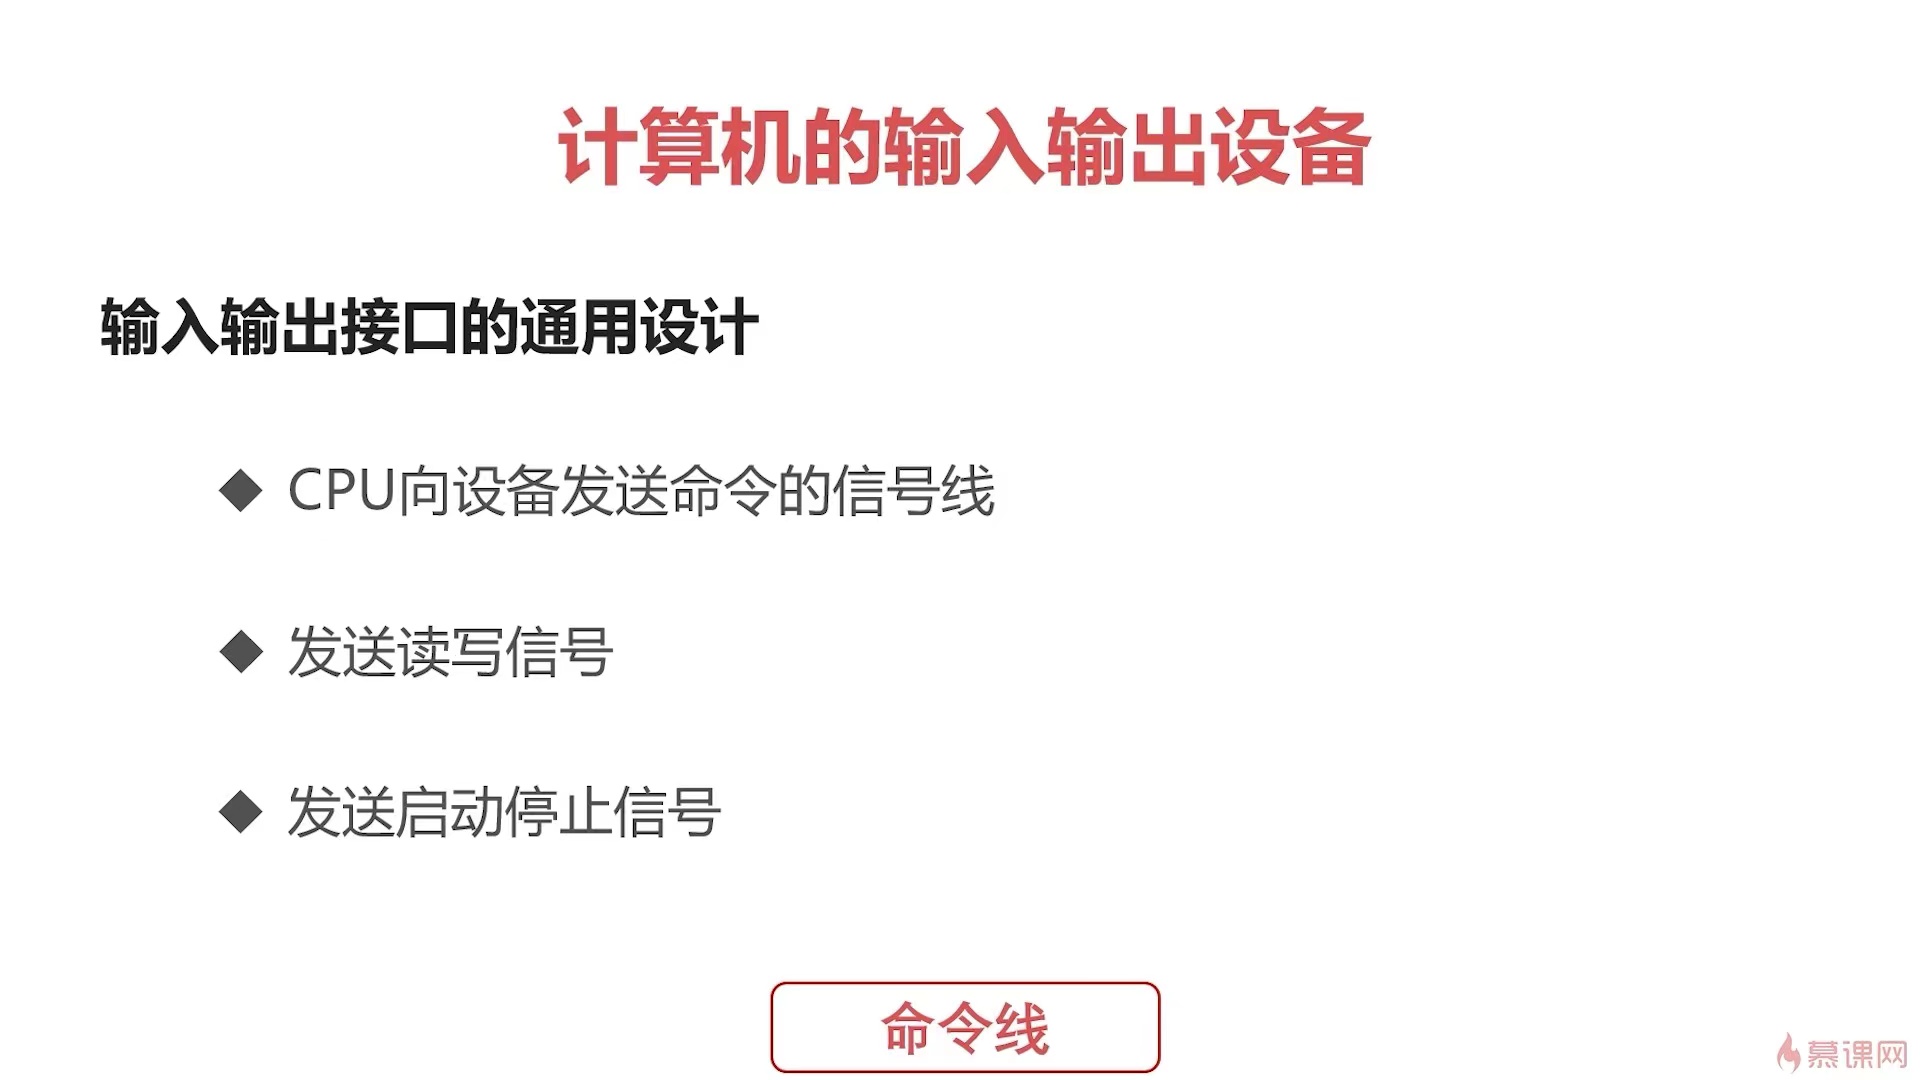 计算机的输入输出设备
输入输出接口的通用设计
◆ CPU向设备发送命令的信号线
◆ 发送读写信号
◆ 发送启动停止信号
命令线
慕课网